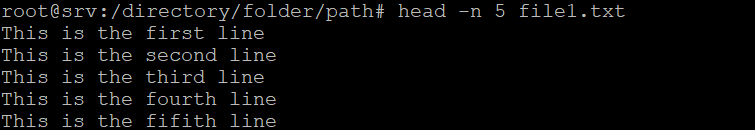 root@srv:/directory/folder/path# head -n 5 file1.txt
This is the first line
This is the second line
This is the third line
This is the fourth line
This is the fifith line